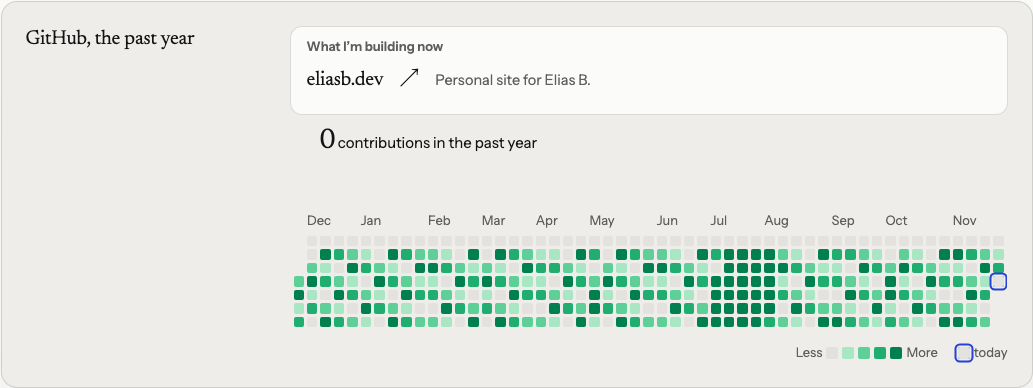 GitHub, the past year
What I'm building now
eliasb.dev ↗ Personal site for Elias B.
0 contributions in the past year
Dec Jan Feb Mar Apr May Jun Jul Aug Sep Oct Nov
Less More today